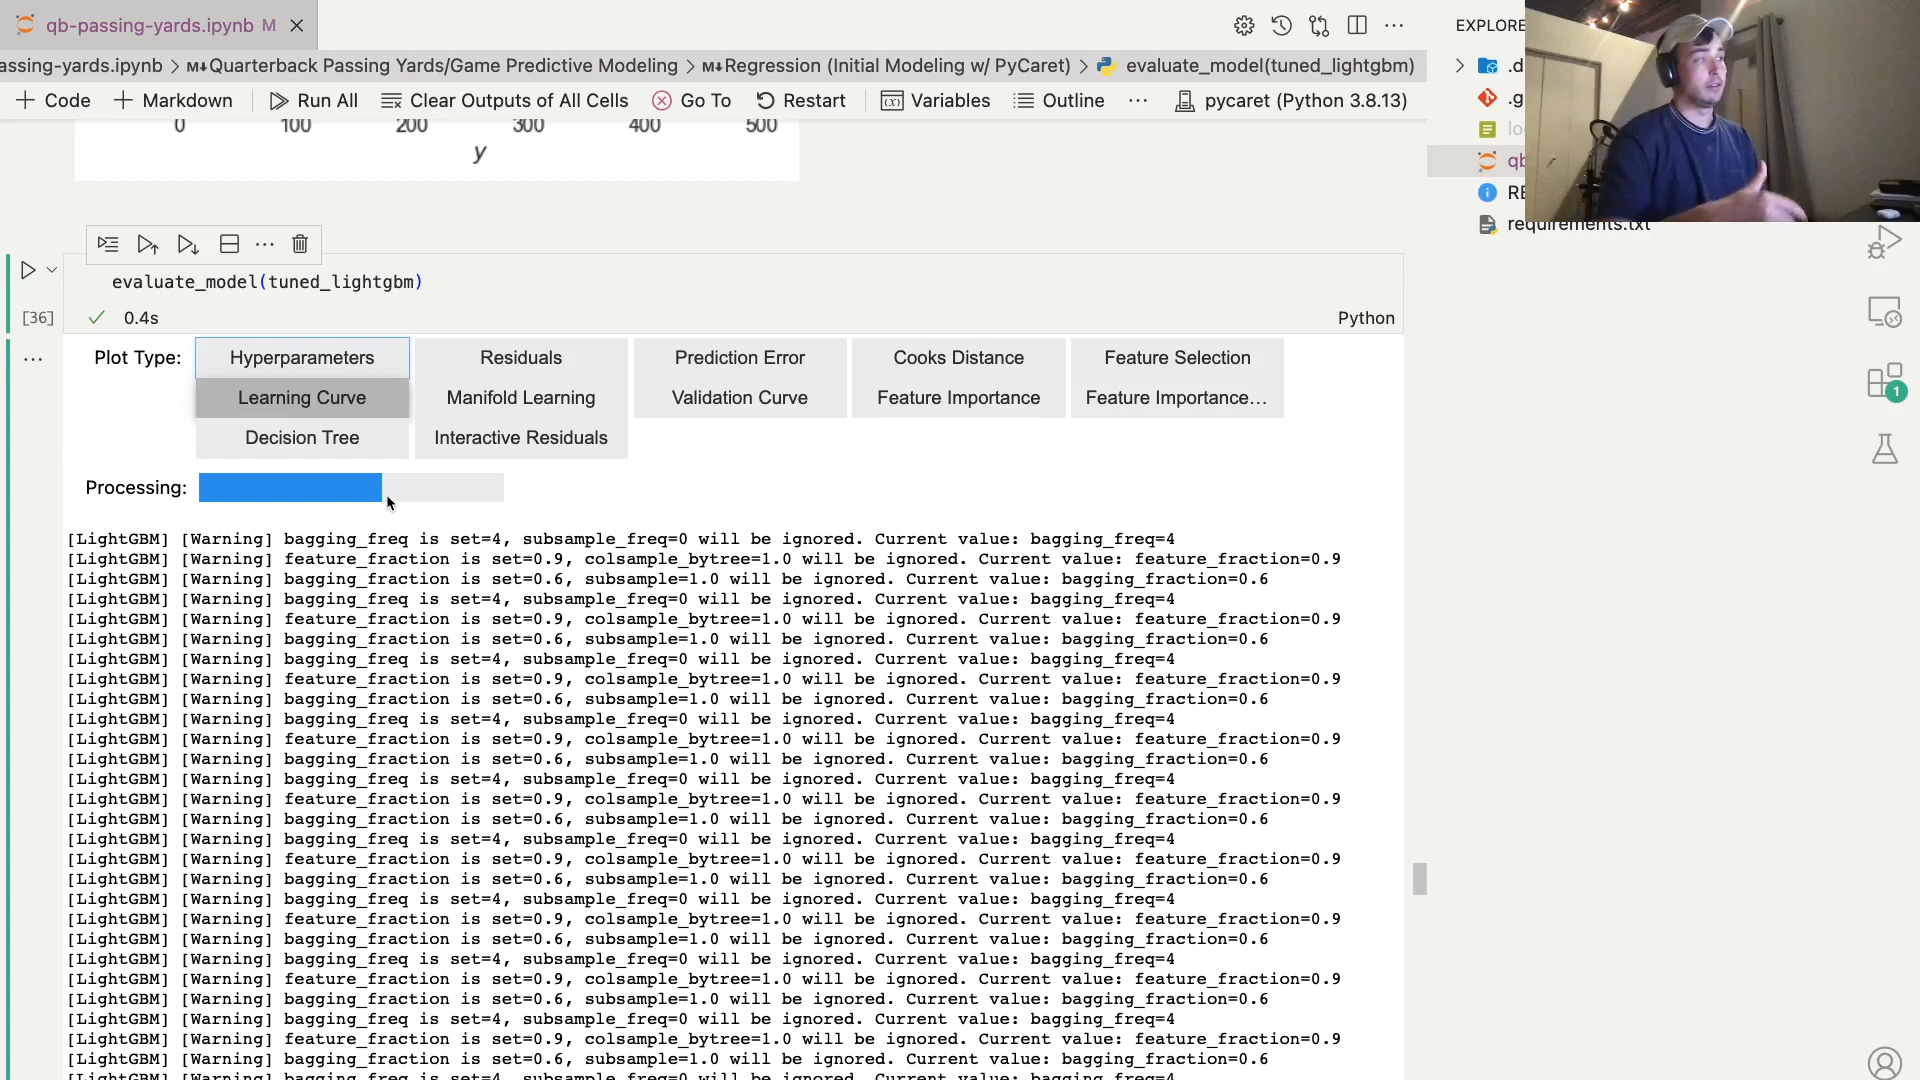 qb-passing-yards.ipynb M
EXPLORE
assing-yards.ipynb > M↓Quarterback Passing Yards/Game Predictive Modeling > M↓Regression (Initial Modeling w/ PyCaret) > evaluate_model(tuned_lightgbm)
.d
+ Code + Markdown Run All Clear Outputs of All Cells Go To Restart Variables Outline ... pycaret (Python 3.8.13)
.g
0 100 200 300 400 500
lo
y
qb
RE
requirements.txt
evaluate_model(tuned_lightgbm)
[36] 0.4s Python
1
Plot Type: Hyperparameters Residuals Prediction Error Cooks Distance Feature Selection
Learning Curve Manifold Learning Validation Curve Feature Importance Feature Importance...
Decision Tree Interactive Residuals
Processing:
[LightGBM] [Warning] bagging_freq is set=4, subsample_freq=0 will be ignored. Current value: bagging_freq=4
[LightGBM] [Warning] feature_fraction is set=0.9, colsample_bytree=1.0 will be ignored. Current value: feature_fraction=0.9
[LightGBM] [Warning] bagging_fraction is set=0.6, subsample=1.0 will be ignored. Current value: bagging_fraction=0.6
[LightGBM] [Warning] bagging_freq is set=4, subsample_freq=0 will be ignored. Current value: bagging_freq=4
[LightGBM] [Warning] feature_fraction is set=0.9, colsample_bytree=1.0 will be ignored. Current value: feature_fraction=0.9
[LightGBM] [Warning] bagging_fraction is set=0.6, subsample=1.0 will be ignored. Current value: bagging_fraction=0.6
[LightGBM] [Warning] bagging_freq is set=4, subsample_freq=0 will be ignored. Current value: bagging_freq=4
[LightGBM] [Warning] feature_fraction is set=0.9, colsample_bytree=1.0 will be ignored. Current value: feature_fraction=0.9
[LightGBM] [Warning] bagging_fraction is set=0.6, subsample=1.0 will be ignored. Current value: bagging_fraction=0.6
[LightGBM] [Warning] bagging_freq is set=4, subsample_freq=0 will be ignored. Current value: bagging_freq=4
[LightGBM] [Warning] feature_fraction is set=0.9, colsample_bytree=1.0 will be ignored. Current value: feature_fraction=0.9
[LightGBM] [Warning] bagging_fraction is set=0.6, subsample=1.0 will be ignored. Current value: bagging_fraction=0.6
[LightGBM] [Warning] bagging_freq is set=4, subsample_freq=0 will be ignored. Current value: bagging_freq=4
[LightGBM] [Warning] feature_fraction is set=0.9, colsample_bytree=1.0 will be ignored. Current value: feature_fraction=0.9
[LightGBM] [Warning] bagging_fraction is set=0.6, subsample=1.0 will be ignored. Current value: bagging_fraction=0.6
[LightGBM] [Warning] bagging_freq is set=4, subsample_freq=0 will be ignored. Current value: bagging_freq=4
[LightGBM] [Warning] feature_fraction is set=0.9, colsample_bytree=1.0 will be ignored. Current value: feature_fraction=0.9
[LightGBM] [Warning] bagging_fraction is set=0.6, subsample=1.0 will be ignored. Current value: bagging_fraction=0.6
[LightGBM] [Warning] bagging_freq is set=4, subsample_freq=0 will be ignored. Current value: bagging_freq=4
[LightGBM] [Warning] feature_fraction is set=0.9, colsample_bytree=1.0 will be ignored. Current value: feature_fraction=0.9
[LightGBM] [Warning] bagging_fraction is set=0.6, subsample=1.0 will be ignored. Current value: bagging_fraction=0.6
[LightGBM] [Warning] bagging_freq is set=4, subsample_freq=0 will be ignored. Current value: bagging_freq=4
[LightGBM] [Warning] feature_fraction is set=0.9, colsample_bytree=1.0 will be ignored. Current value: feature_fraction=0.9
[LightGBM] [Warning] bagging_fraction is set=0.6, subsample=1.0 will be ignored. Current value: bagging_fraction=0.6
[LightGBM] [Warning] bagging_freq is set=4, subsample_freq=0 will be ignored. Current value: bagging_freq=4
[LightGBM] [Warning] feature_fraction is set=0.9, colsample_bytree=1.0 will be ignored. Current value: feature_fraction=0.9
[LightGBM] [Warning] bagging_fraction is set=0.6, subsample=1.0 will be ignored. Current value: bagging_fraction=0.6
[LightGBM] [Warning] bagging_freq is set=4, subsample_freq=0 will be ignored. Current value: bagging_freq=4